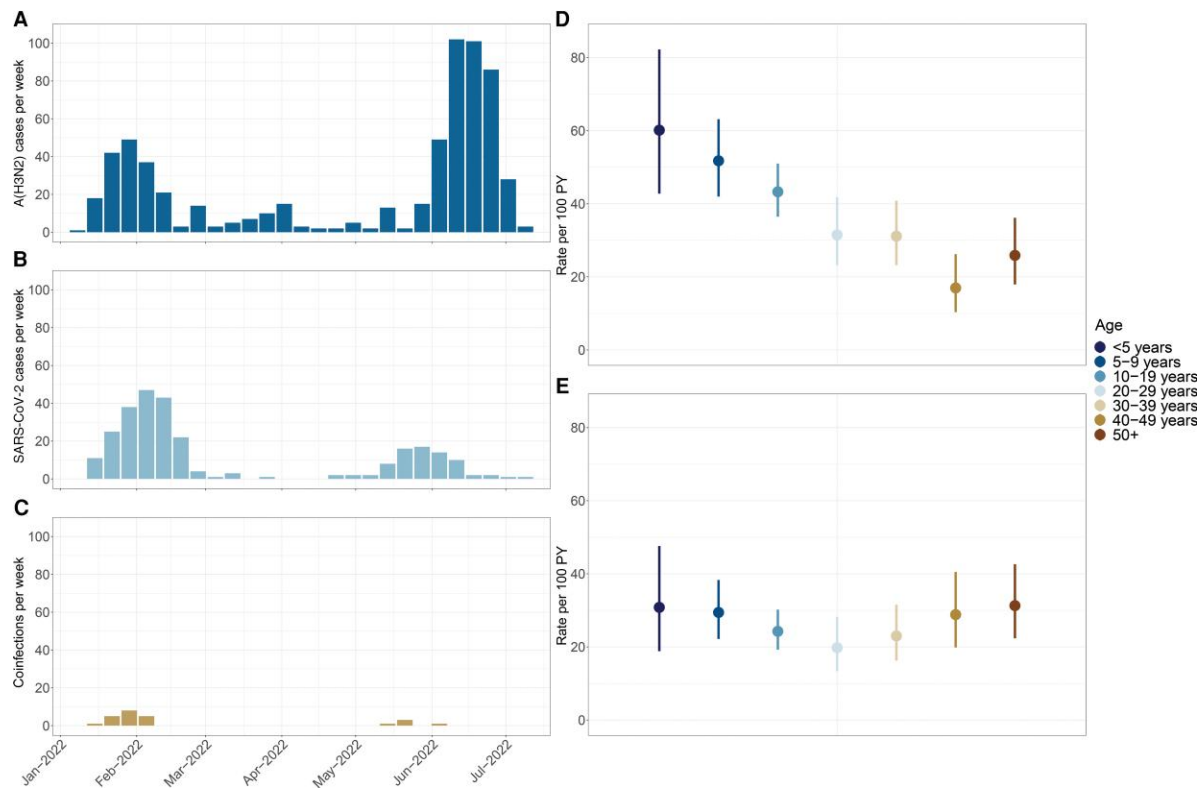 A
A(H3N2) cases per week
100
80
60
40
20
0
B
SARS-CoV-2 cases per week
100
80
60
40
20
0
C
Coinfections per week
100
80
60
40
20
0
Jan−2022
Feb−2022
Mar−2022
Apr−2022
May−2022
Jun−2022
Jul−2022
D
Rate per 100 PY
80
60
40
20
0
E
Rate per 100 PY
80
60
40
20
0
Age
<5 years
5−9 years
10−19 years
20−29 years
30−39 years
40−49 years
50+